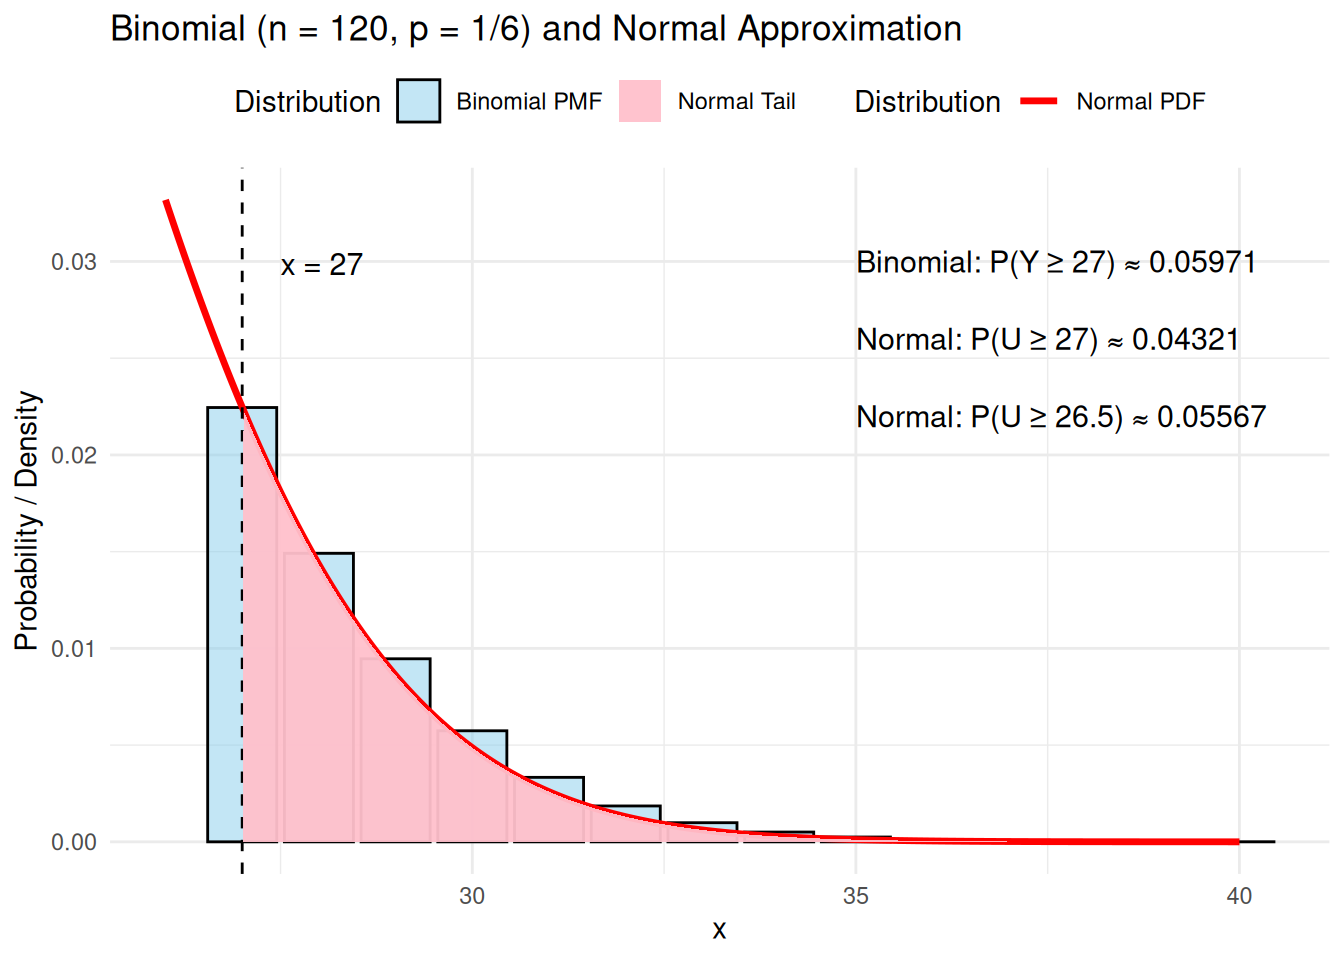 Binomial (n = 120, p = 1/6) and Normal Approximation
Distribution Binomial PMF Normal Tail Distribution Normal PDF
Probability / Density
0.03
0.02
0.01
0.00
x = 27
Binomial: P(Y ≥ 27) ≈ 0.05971
Normal: P(U ≥ 27) ≈ 0.04321
Normal: P(U ≥ 26.5) ≈ 0.05567
30 35 40
x